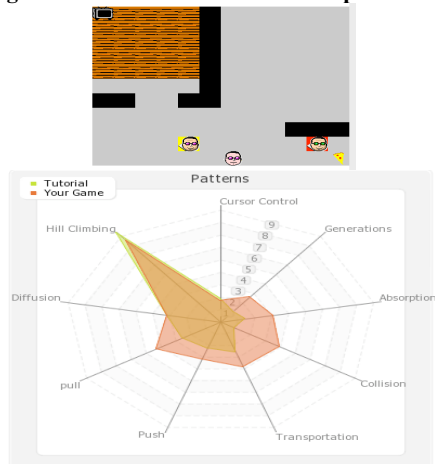 Patterns
Tutorial
Your Game
Cursor Control
Hill Climbing
Generations
9
8
7
6
5
4
3
2
1
Diffusion
Absorption
pull
Collision
Push
Transportation